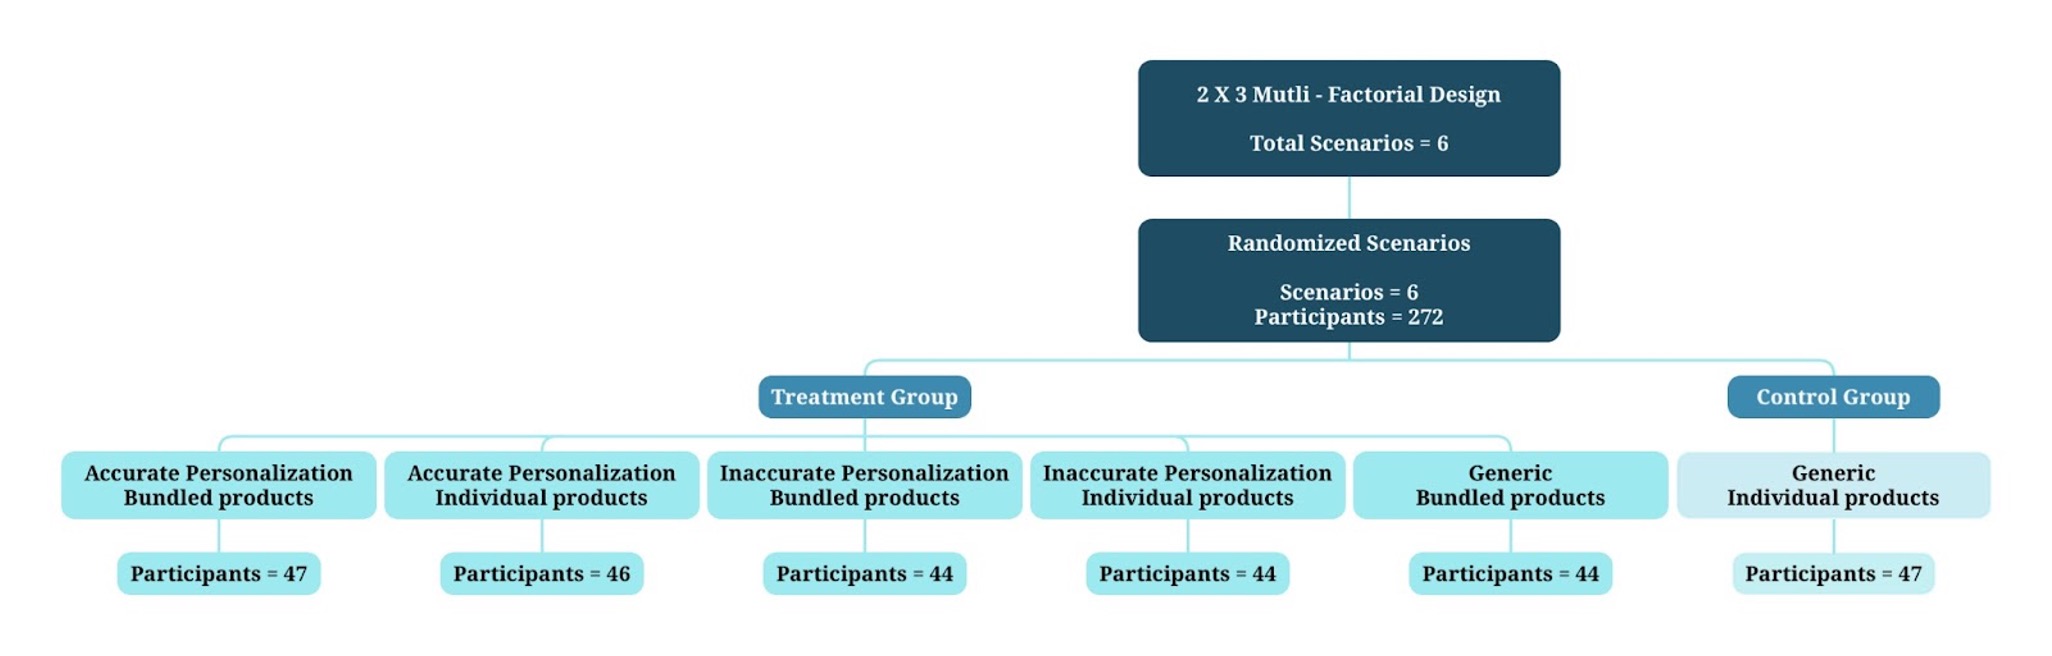 2 X 3 Mutli - Factorial Design
Total Scenarios = 6
Randomized Scenarios
Scenarios = 6
Participants = 272
Treatment Group
Control Group
Accurate Personalization
Bundled products
Accurate Personalization
Individual products
Inaccurate Personalization
Bundled products
Inaccurate Personalization
Individual products
Generic
Bundled products
Generic
Individual products
Participants = 47
Participants = 46
Participants = 44
Participants = 44
Participants = 44
Participants = 47